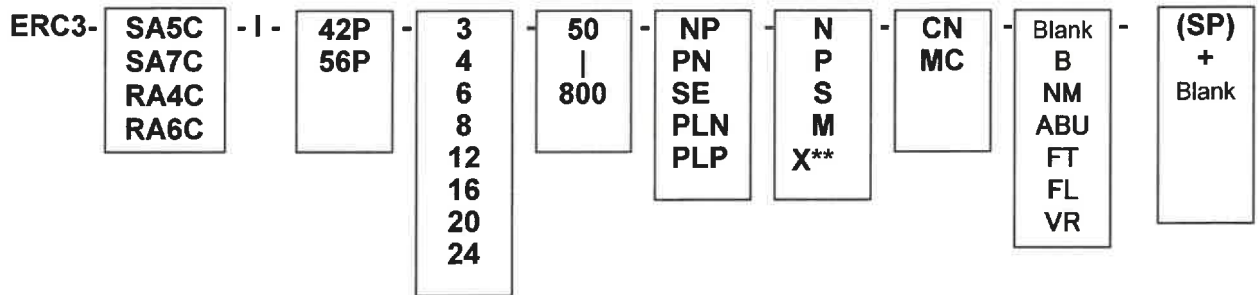 ERC3- SA5C - I - 42P - 3 - 50 - NP N - CN - Blank - (SP)
SA7C 56P 4 | PN P MC B +
RA4C 6 800 SE S NM Blank
RA6C 8 PLN M ABU
12 PLP X** FT
16 FL
20 VR
24